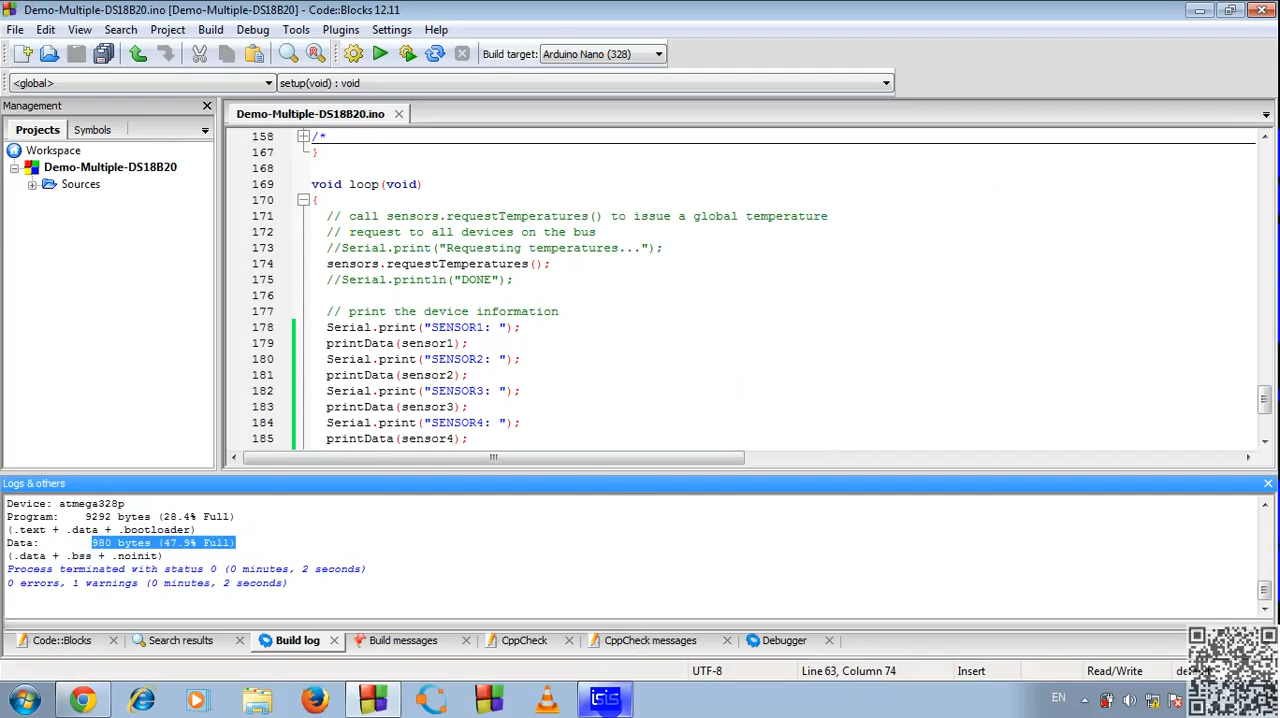 Demo-Multiple-DS18B20.ino [Demo-Multiple-DS18B20] - Code::Blocks 12.11
File Edit View Search Project Build Debug Tools Plugins Settings Help
Build target: Arduino Nano (328)
<global> setup(void) : void
Management
Projects Symbols
Workspace
Demo-Multiple-DS18B20
Sources
Demo-Multiple-DS18B20.ino
158 /*
167 }
168
169 void loop(void)
170 {
171 // call sensors.requestTemperatures() to issue a global temperature
172 // request to all devices on the bus
173 //Serial.print("Requesting temperatures...");
174 sensors.requestTemperatures();
175 //Serial.println("DONE");
176
177 // print the device information
178 Serial.print("SENSOR1: ");
179 printData(sensor1);
180 Serial.print("SENSOR2: ");
181 printData(sensor2);
182 Serial.print("SENSOR3: ");
183 printData(sensor3);
184 Serial.print("SENSOR4: ");
185 printData(sensor4);
Logs & others
Device: atmega328p
Program: 9292 bytes (28.4% Full)
(.text + .data + .bootloader)
Data: 980 bytes (47.9% Full)
(.data + .bss + .noinit)
Process terminated with status 0 (0 minutes, 2 seconds)
0 errors, 1 warnings (0 minutes, 2 seconds)
Code::Blocks Search results Build log Build messages CppCheck CppCheck messages Debugger
UTF-8 Line 63, Column 74 Insert Read/Write
ISIS EN